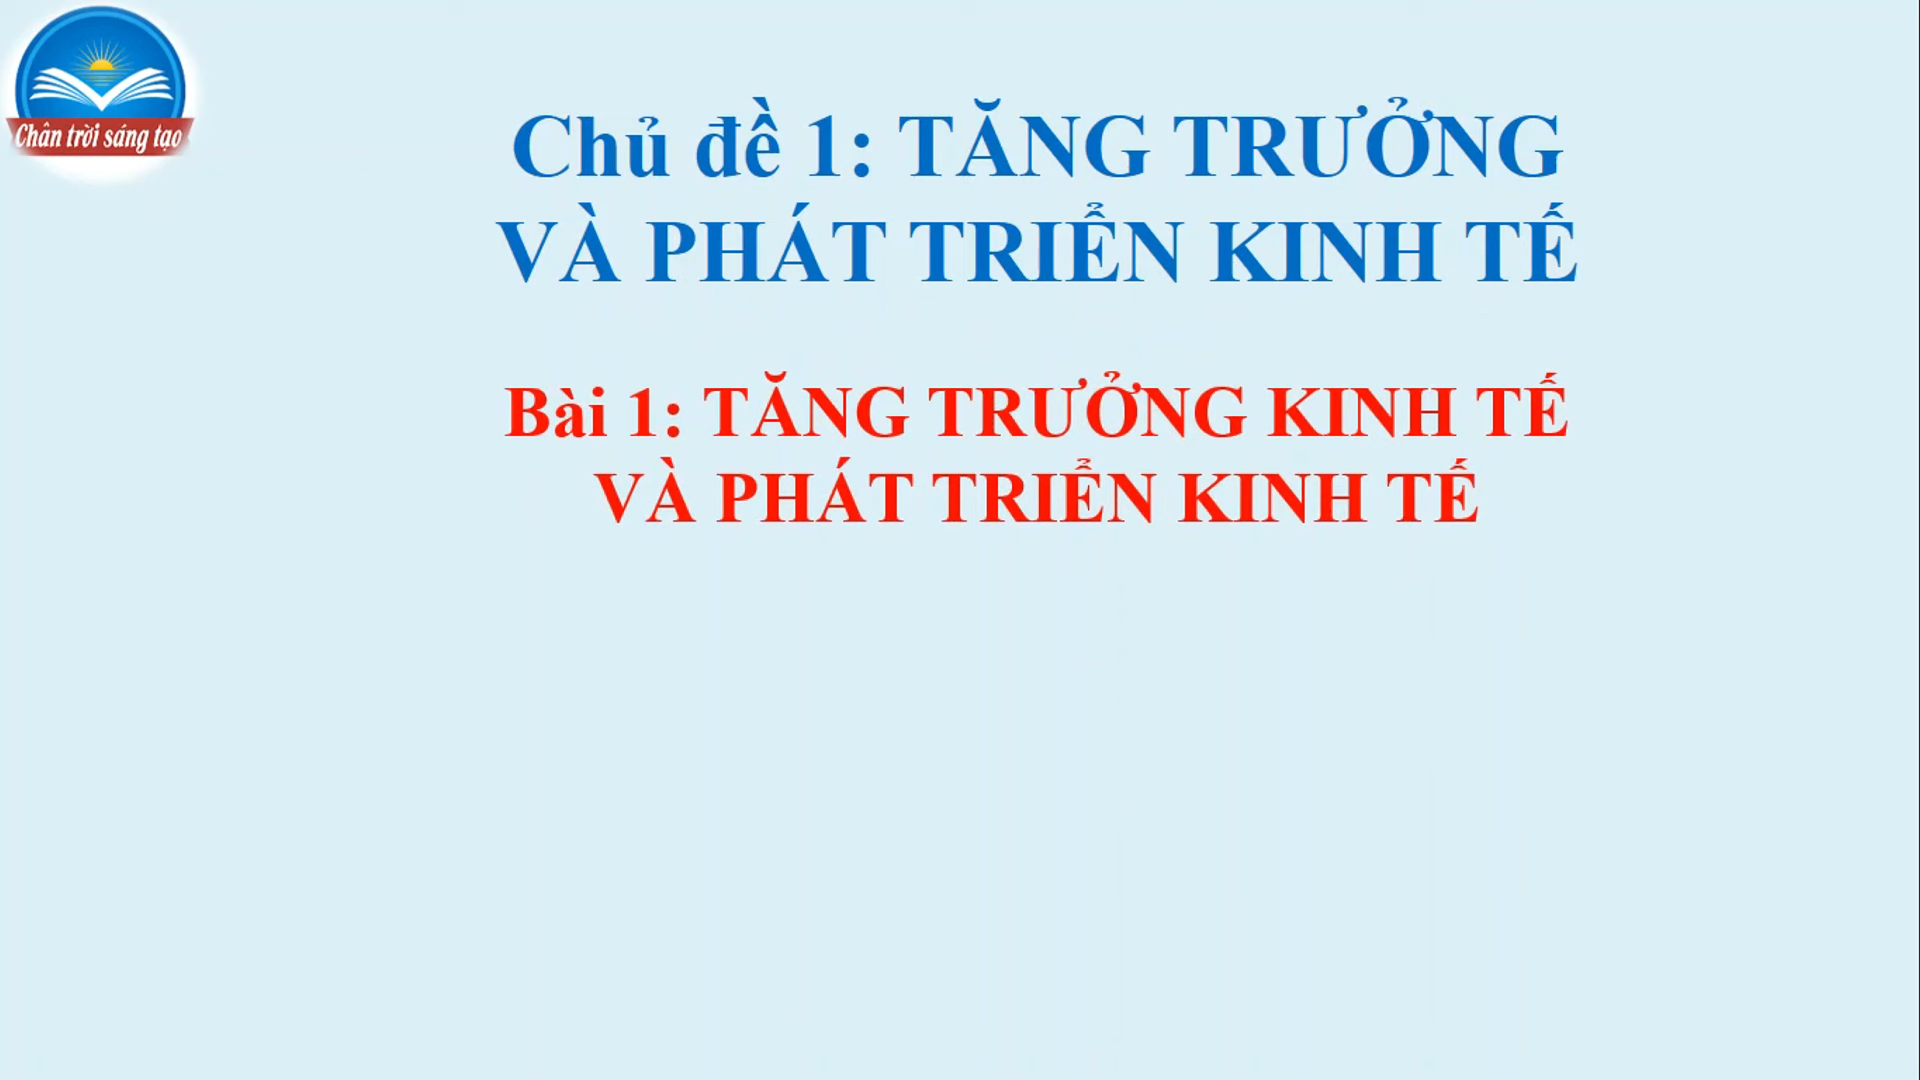 Chân trời sáng tạo
Chủ đề 1: TĂNG TRƯỞNG
VÀ PHÁT TRIỂN KINH TẾ
Bài 1: TĂNG TRƯỞNG KINH TẾ
VÀ PHÁT TRIỂN KINH TẾ